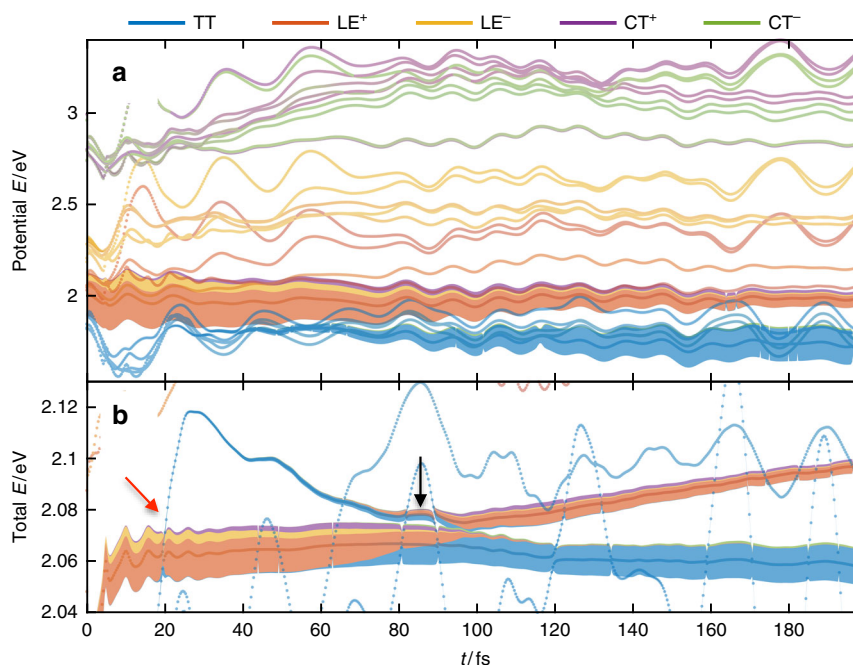 TT LE⁺ LE⁻ CT⁺ CT⁻
a
Potential E/eV
3
2.5
2
b
Total E/eV
2.12
2.1
2.08
2.06
2.04
0 20 40 60 80 100 120 140 160 180
t/fs